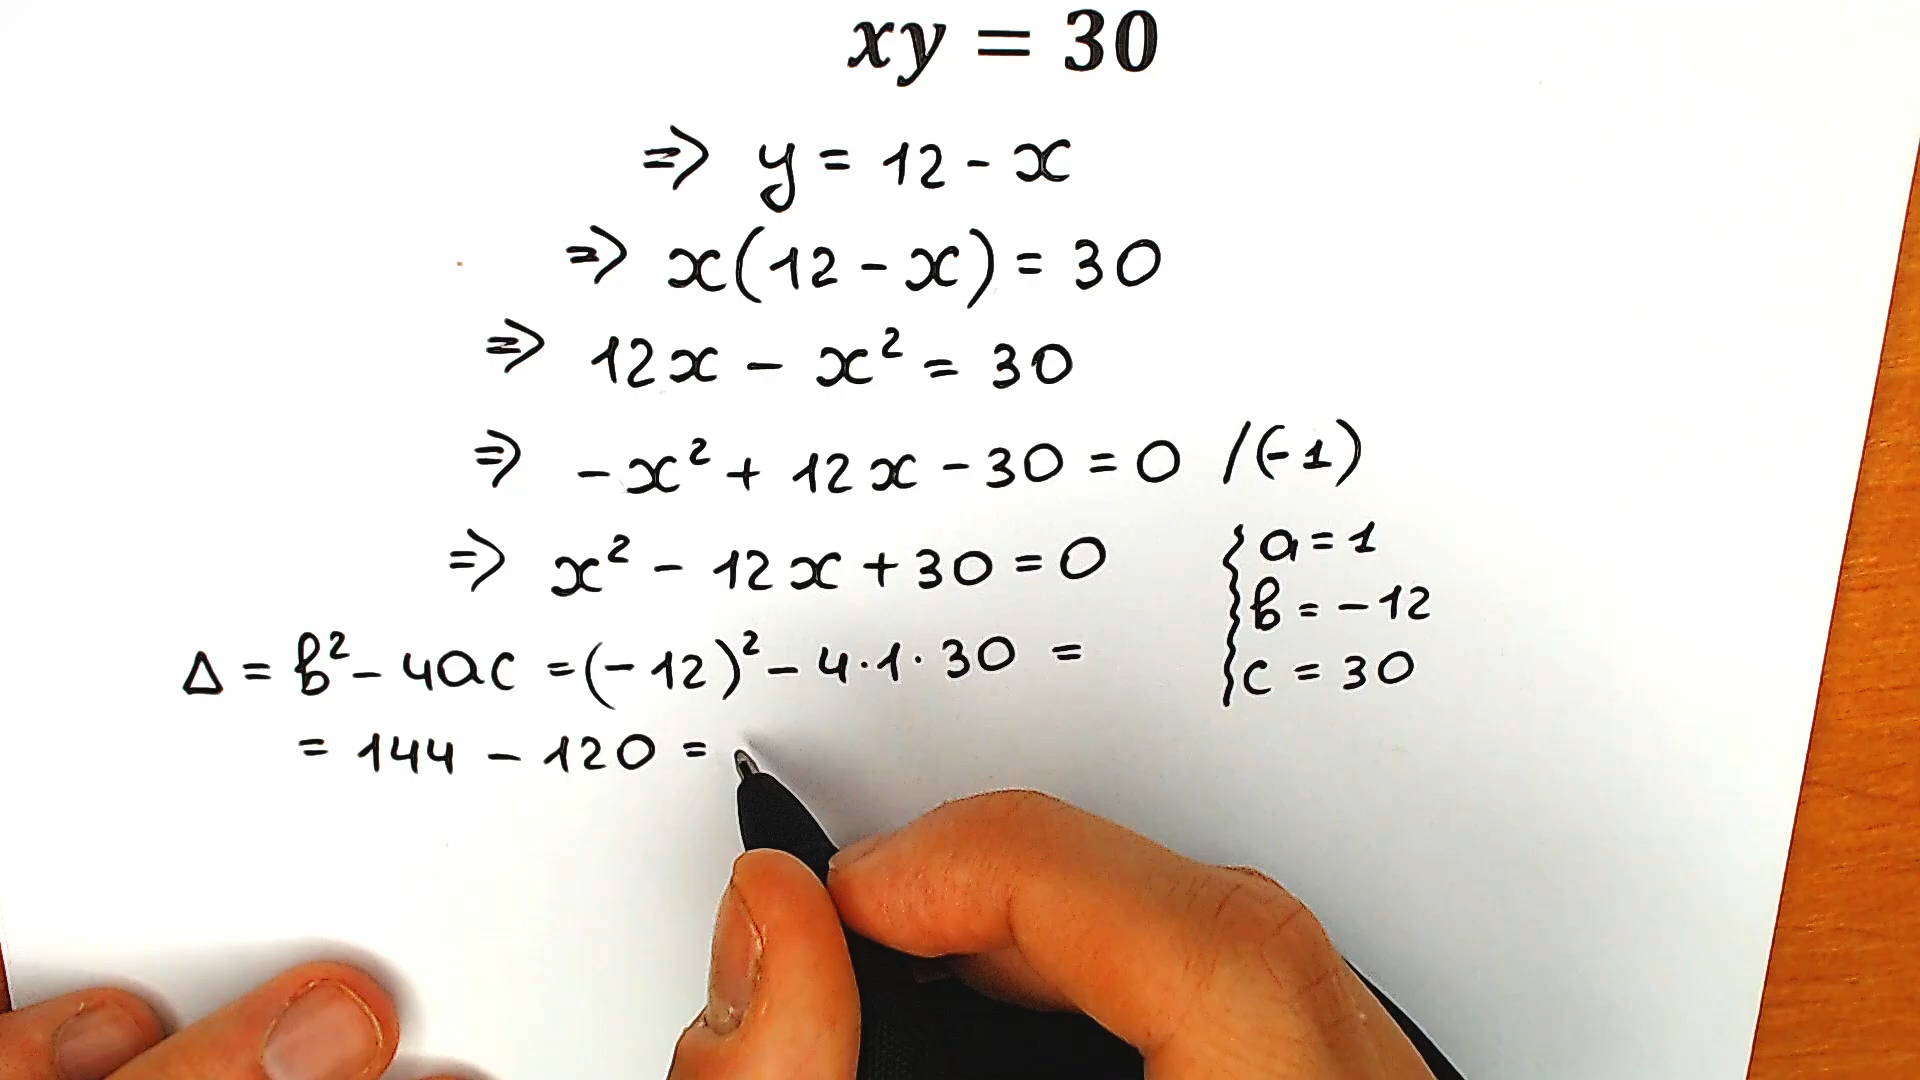 xy = 30
⇒ y = 12 - x
⇒ x(12 - x) = 30
⇒ 12x - x² = 30
⇒ -x² + 12x - 30 = 0 /(-1)
⇒ x² - 12x + 30 = 0
{ a = 1
b = -12
c = 30
Δ = b² - 4ac = (-12)² - 4·1·30 =
= 144 - 120 =